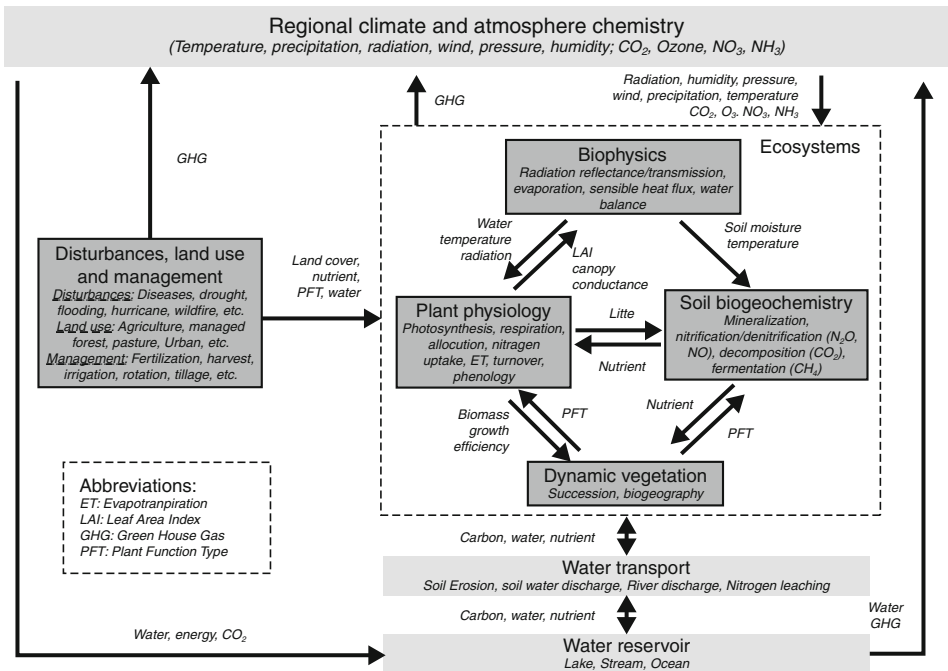 Regional climate and atmosphere chemistry
(Temperature, precipitation, radiation, wind, pressure, humidity; CO₂, Ozone, NO₃, NH₃)
GHG
GHG
Radiation, humidity, pressure,
wind, precipitation, temperature
CO₂, O₃. NO₃, NH₃
Ecosystems
Biophysics
Radiation reflectance/transmission,
evaporation, sensible heat flux, water
balance
Water
temperature
radiation
LAI
canopy
conductance
Soil moisture
temperature
Disturbances, land use
and management
Disturbances: Diseases, drought,
flooding, hurricane, wildfire, etc.
Land use: Agriculture, managed
forest, pasture, Urban, etc.
Management: Fertilization, harvest,
irrigation, rotation, tillage, etc.
Land cover,
nutrient,
PFT, water
Plant physiology
Photosynthesis, respiration,
allocution, nitragen
uptake, ET, turnover,
phenology
Litte
Nutrient
Soil biogeochemistry
Mineralization,
nitrification/denitrification (N₂O,
NO), decomposition (CO₂),
fermentation (CH₄)
Biomass
growth
efficiency
PFT
Nutrient
PFT
Dynamic vegetation
Succession, biogeography
Abbreviations:
ET: Evapotranpiration
LAI: Leaf Area Index
GHG: Green House Gas
PFT: Plant Function Type
Carbon, water, nutrient
Water transport
Soil Erosion, soil water discharge, River discharge, Nitrogen leaching
Carbon, water, nutrient
Water, energy, CO₂
Water reservoir
Lake, Stream, Ocean
Water
GHG